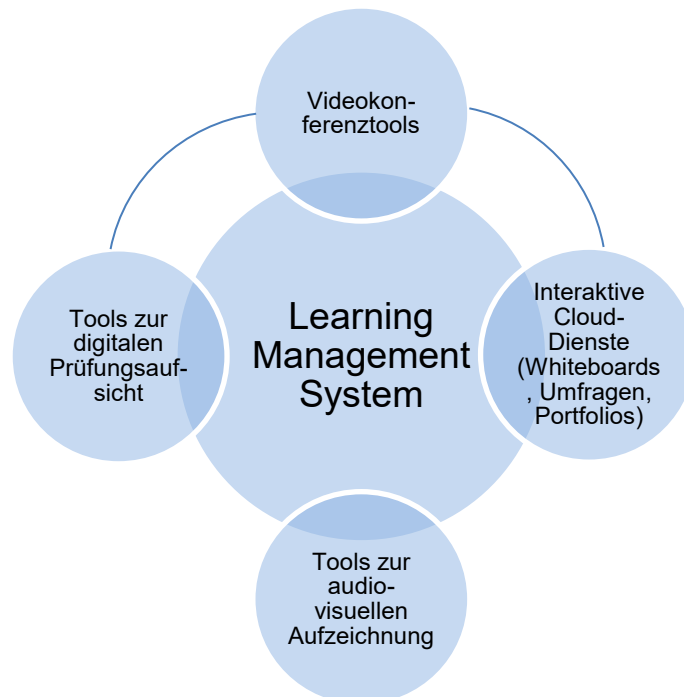 Videokon-
ferenztools
Learning
Management
System
Interaktive
Cloud-
Dienste
(Whiteboards
, Umfragen,
Portfolios)
Tools zur
audio-
visuellen
Aufzeichnung
Tools zur
digitalen
Prüfungsauf-
sicht